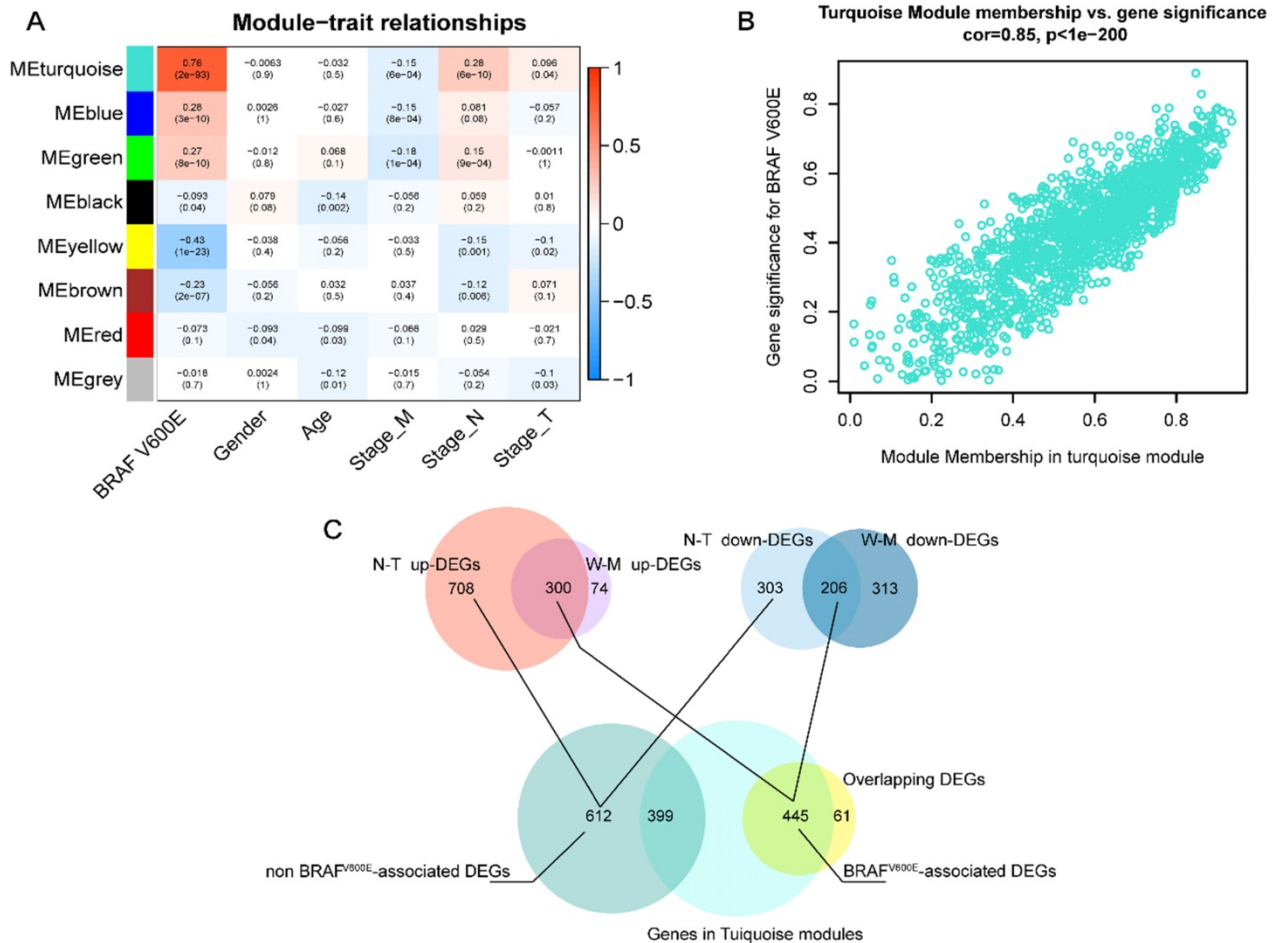 A
Module−trait relationships
MEturquoise
MEblue
MEgreen
MEblack
MEyellow
MEbrown
MEred
MEgrey
0.76 −0.0063 −0.032 −0.15 0.28 0.096
(2e−93) (0.9) (0.5) (6e−04) (6e−10) (0.04)
0.28 0.0026 −0.027 −0.15 0.081 −0.057
(3e−10) (1) (0.6) (8e−04) (0.08) (0.2)
0.27 −0.012 0.068 −0.18 0.15 −0.0011
(8e−10) (0.8) (0.1) (1e−04) (9e−04) (1)
−0.093 0.079 −0.14 −0.056 0.059 0.01
(0.04) (0.08) (0.002) (0.2) (0.2) (0.8)
−0.43 −0.038 −0.056 −0.033 −0.15 −0.1
(1e−23) (0.4) (0.2) (0.5) (0.001) (0.02)
−0.23 −0.056 0.032 0.037 −0.12 0.071
(2e−07) (0.2) (0.5) (0.4) (0.006) (0.1)
−0.073 −0.093 −0.099 −0.066 0.029 −0.021
(0.1) (0.04) (0.03) (0.1) (0.5) (0.7)
−0.018 0.0024 −0.12 −0.015 −0.054 −0.1
(0.7) (1) (0.01) (0.7) (0.2) (0.03)
BRAF V600E
Gender
Age
Stage_M
Stage_N
Stage_T
1
0.5
0
−0.5
−1
B
Turquoise Module membership vs. gene significance
cor=0.85, p<1e−200
Gene significance for BRAF V600E
0.8
0.6
0.4
0.2
0.0
0.0 0.2 0.4 0.6 0.8
Module Membership in turquoise module
C
N-T up-DEGs
W-M up-DEGs
708 300 74
N-T down-DEGs
W-M down-DEGs
303 206 313
Overlapping DEGs
612 399 445 61
non BRAFV600E-associated DEGs
BRAFV600E-associated DEGs
Genes in Tuiquoise modules